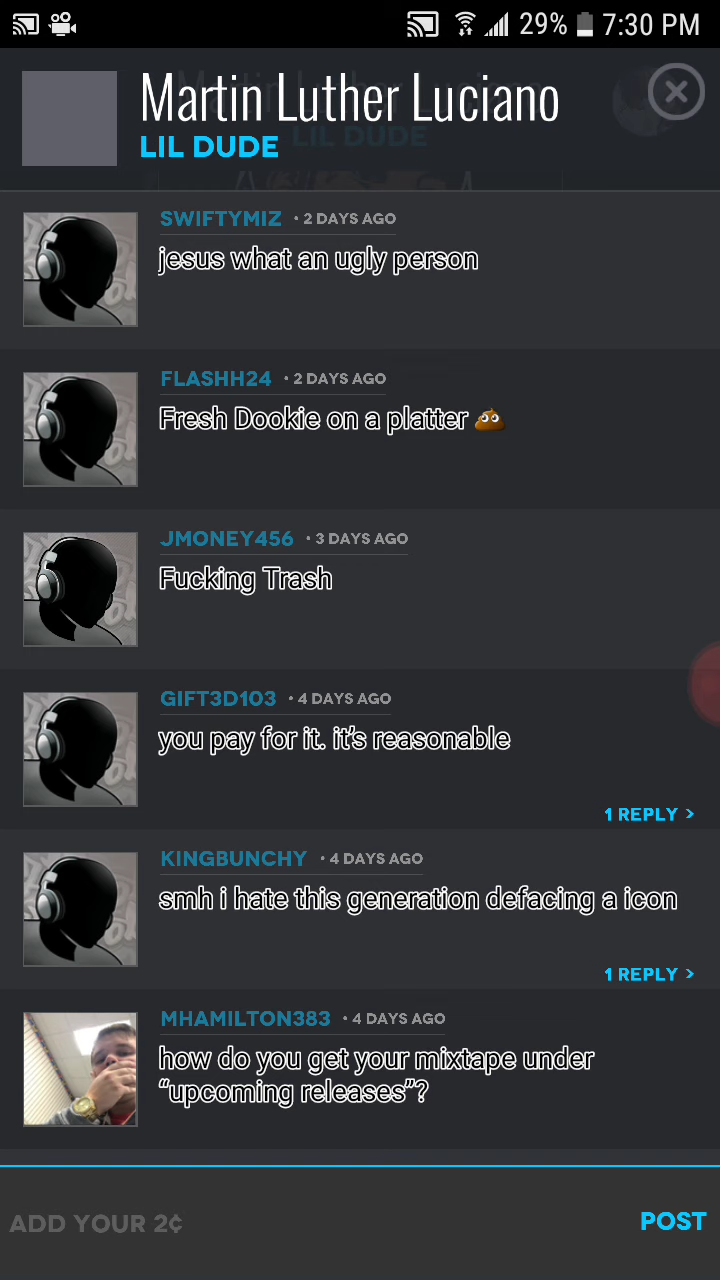 29% 7:30 PM
Martin Luther Luciano
LIL DUDE
SWIFTYMIZ • 2 DAYS AGO
jesus what an ugly person
FLASHH24 • 2 DAYS AGO
Fresh Dookie on a platter 💩
JMONEY456 • 3 DAYS AGO
Fucking Trash
GIFT3D103 • 4 DAYS AGO
you pay for it. it's reasonable
1 REPLY >
KINGBUNCHY • 4 DAYS AGO
smh i hate this generation defacing a icon
1 REPLY >
MHAMILTON383 • 4 DAYS AGO
how do you get your mixtape under
“upcoming releases”?
ADD YOUR 2¢ POST